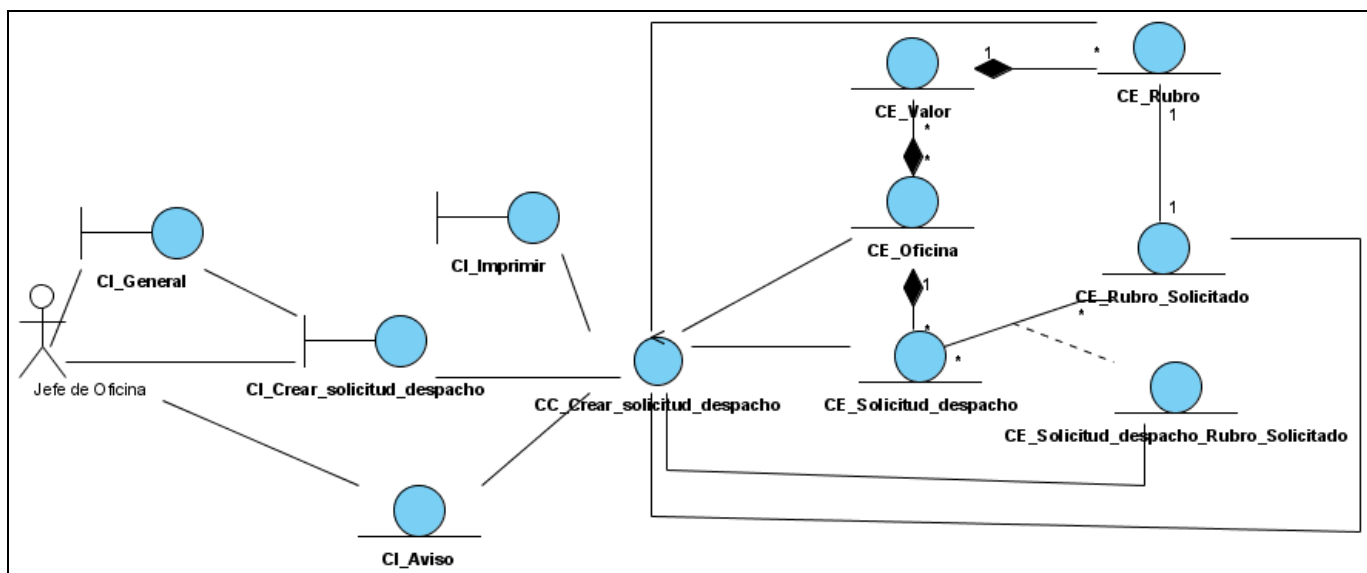 1
*
CE_Rubro
CE_Valor
*
*
1
CE_Oficina
1
CE_Rubro_Solicitado
CI_General
CI_Imprimir
1
*
*
*
Jefe de Oficina
CI_Crear_solicitud_despacho
CC_Crear_solicitud_despacho
CE_Solicitud_despacho
CE_Solicitud_despacho_Rubro_Solicitado
CI_Aviso